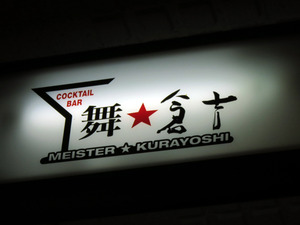 COCKTAIL
BAR
舞★倉吉
MEISTER★KURAYOSHI